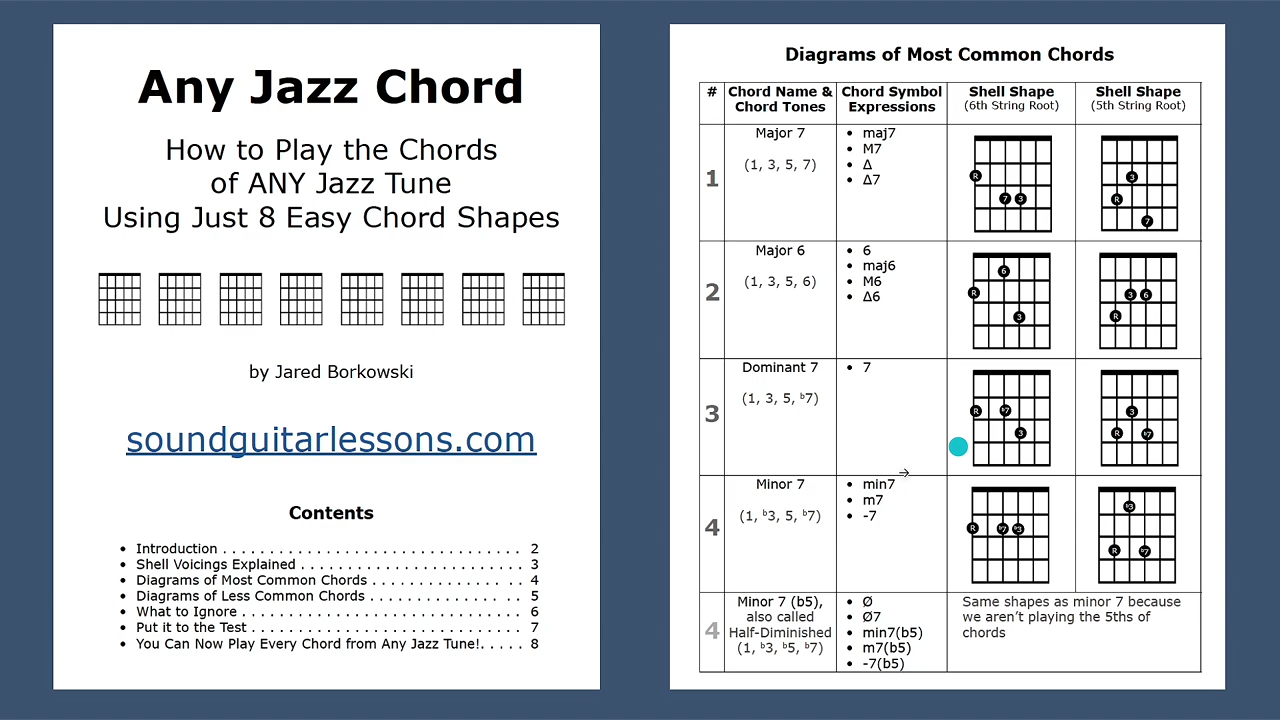 Any Jazz Chord
How to Play the Chords
of ANY Jazz Tune
Using Just 8 Easy Chord Shapes
by Jared Borkowski
soundguitarlessons.com
Contents
• Introduction . . . . . . . . . . . . . . . . . . . . . . . . . . . . . . . . 2
• Shell Voicings Explained . . . . . . . . . . . . . . . . . . . . . . . 3
• Diagrams of Most Common Chords . . . . . . . . . . . . . . 4
• Diagrams of Less Common Chords . . . . . . . . . . . . . . 5
• What to Ignore . . . . . . . . . . . . . . . . . . . . . . . . . . . . . 6
• Put it to the Test . . . . . . . . . . . . . . . . . . . . . . . . . . . . 7
• You Can Now Play Every Chord from Any Jazz Tune!. . . . . 8
Diagrams of Most Common Chords
# Chord Name & Chord Symbol Shell Shape Shell Shape
Chord Tones Expressions (6th String Root) (5th String Root)
1
Major 7
(1, 3, 5, 7)
• maj7
• M7
• Δ
• Δ7
R 7 3
3 R 7
2
Major 6
(1, 3, 5, 6)
• 6
• maj6
• M6
• Δ6
6 R 3
3 6 R
3
Dominant 7
(1, 3, 5, ♭7)
• 7
R ♭7 3
3 R ♭7
4
Minor 7
(1, ♭3, 5, ♭7)
• min7
• m7
• -7
R ♭7 ♭3
♭3 R ♭7
4
Minor 7 (b5),
also called
Half-Diminished
(1, ♭3, ♭5, ♭7)
• Ø
• Ø7
• min7(b5)
• m7(b5)
• -7(b5)
Same shapes as minor 7 because
we aren't playing the 5ths of
chords